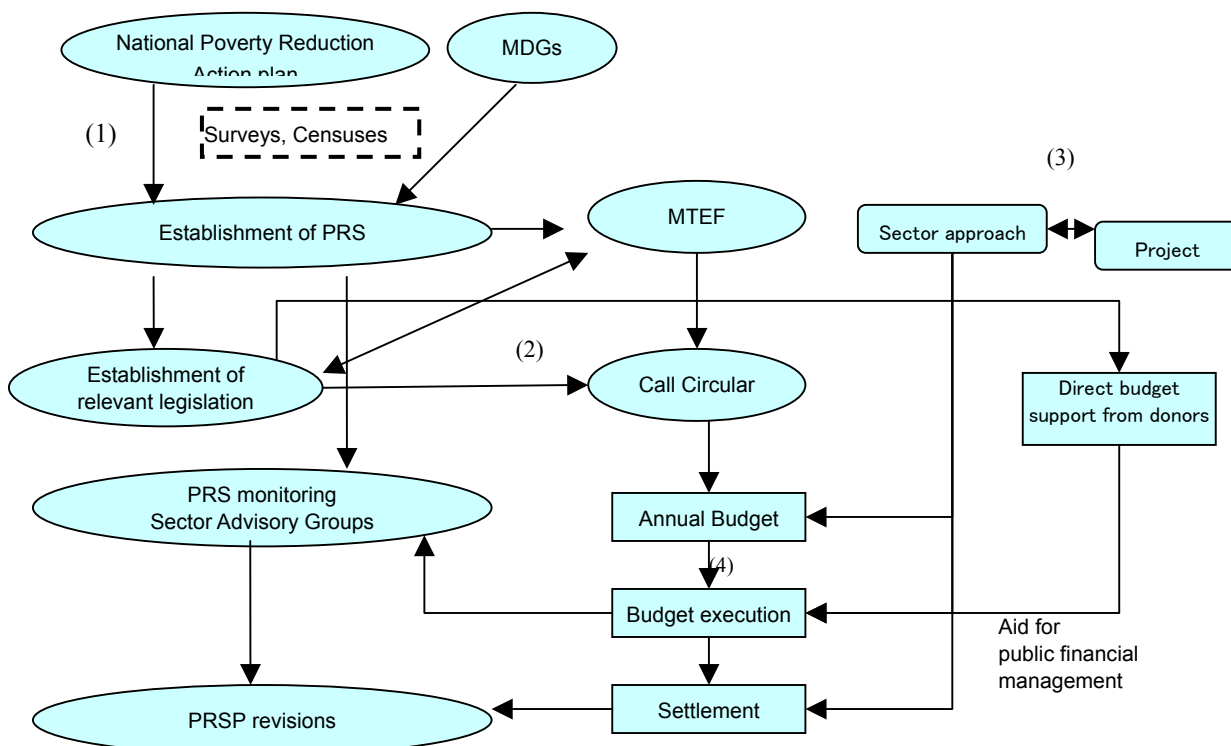 National Poverty Reduction
Action plan
MDGs
(1)
Surveys, Censuses
(3)
Establishment of PRS
MTEF
Sector approach
Project
(2)
Establishment of
relevant legislation
Call Circular
Direct budget
support from donors
PRS monitoring
Sector Advisory Groups
Annual Budget
(4)
Budget execution
Aid for
public financial
management
PRSP revisions
Settlement